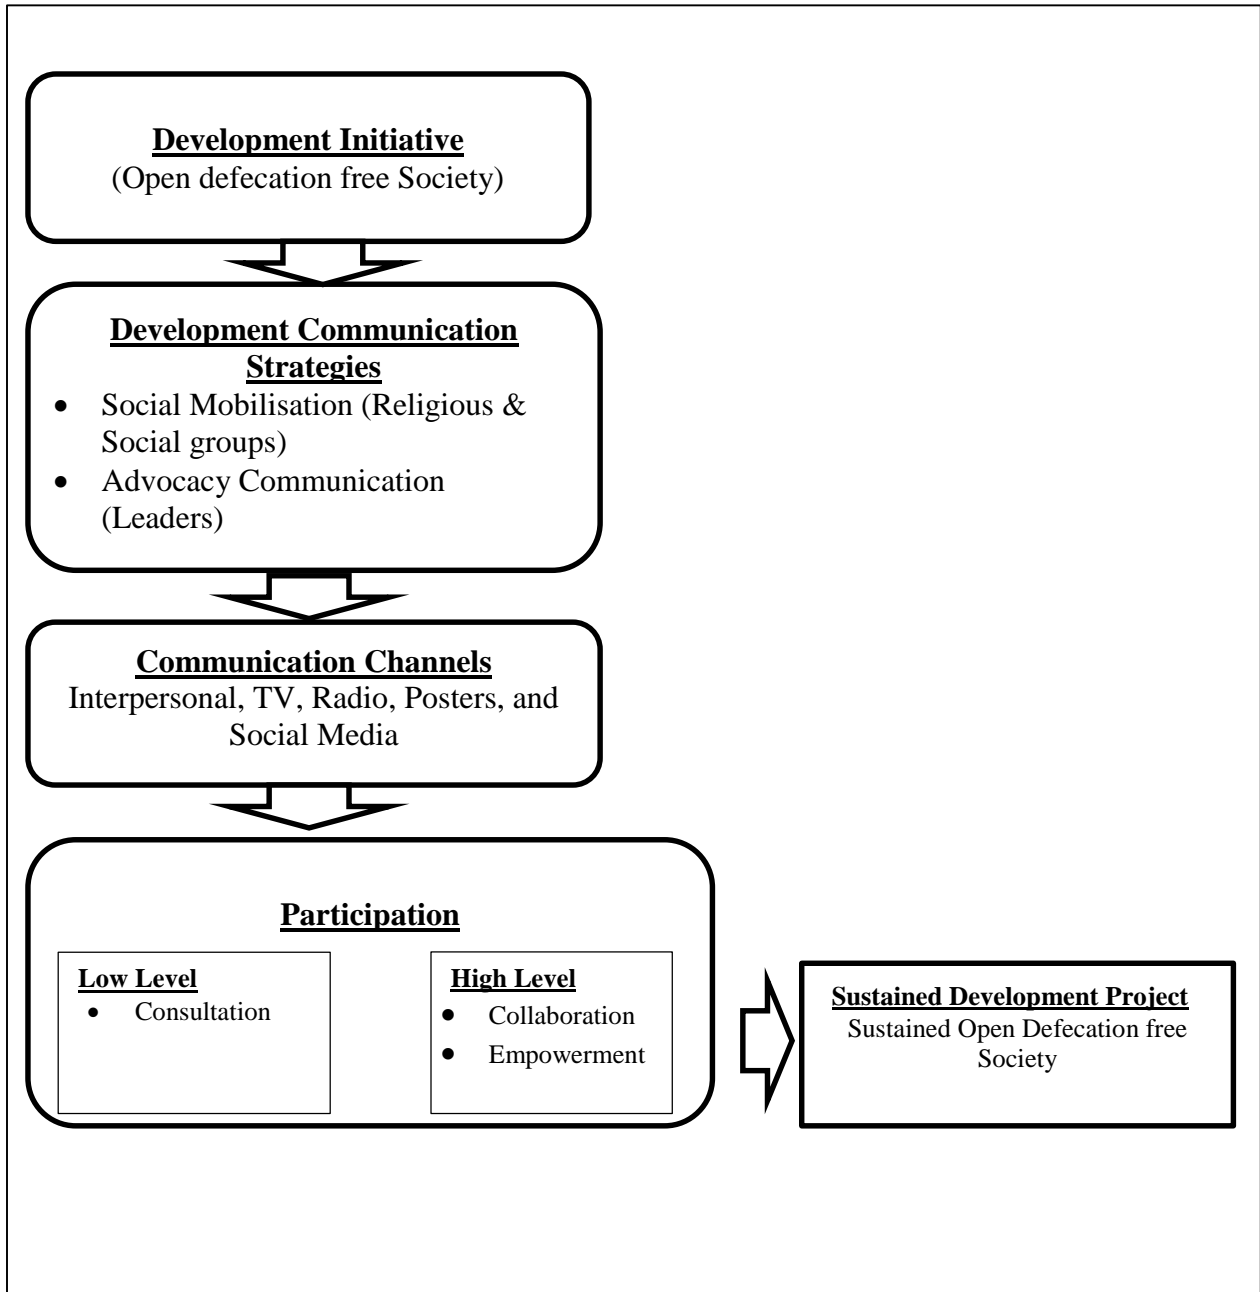 Development Initiative
(Open defecation free Society)
Development Communication
Strategies
• Social Mobilisation (Religious &
Social groups)
• Advocacy Communication
(Leaders)
Communication Channels
Interpersonal, TV, Radio, Posters, and
Social Media
Participation
Low Level
• Consultation
High Level
• Collaboration
• Empowerment
Sustained Development Project
Sustained Open Defecation free
Society